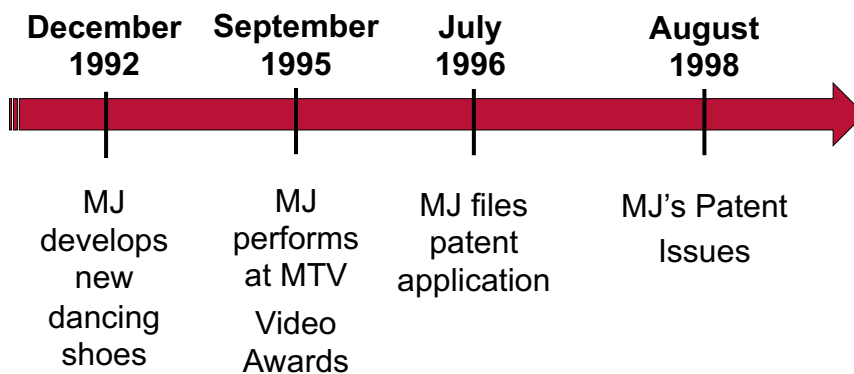 December
1992
September
1995
July
1996
August
1998
MJ
develops
new
dancing
shoes
MJ
performs
at MTV
Video
Awards
MJ files
patent
application
MJ’s Patent
Issues